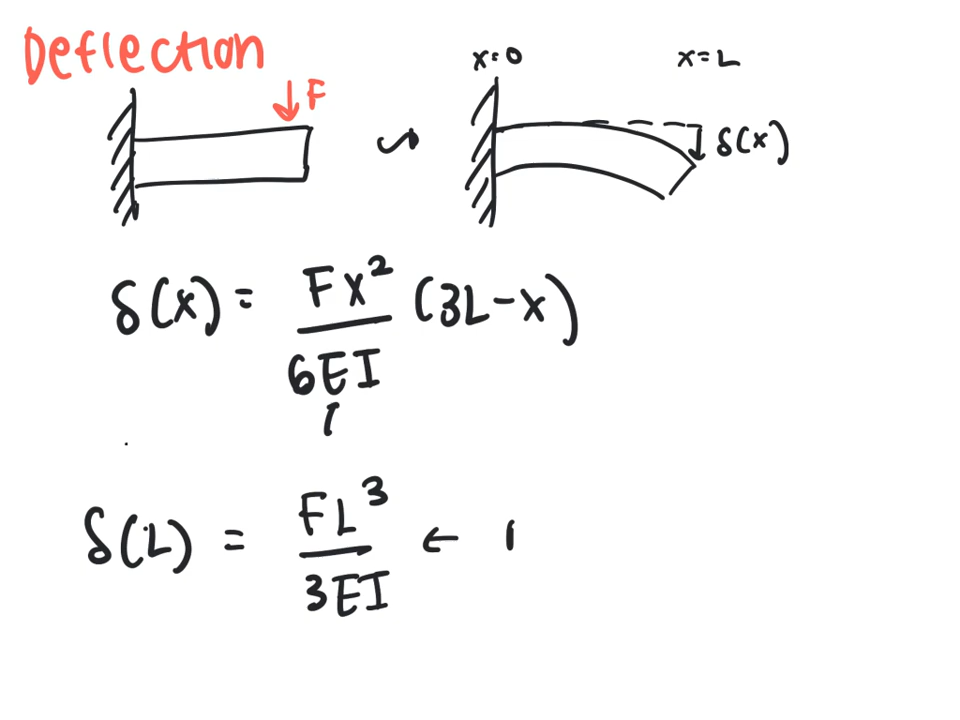 Deflection
F
x=0 x=L
δ(x)
δ(x) = Fx²/6EI (3L-x)
δ(L) = FL³/3EI ←